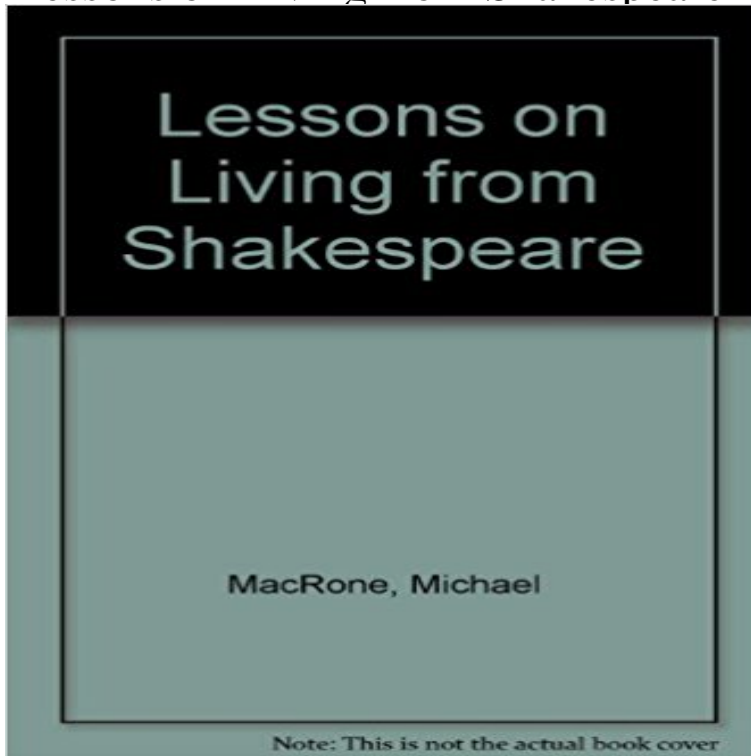 Lessons on
Living from
Shakespeare
MacRone, Michael
Note: This is not the actual book cover